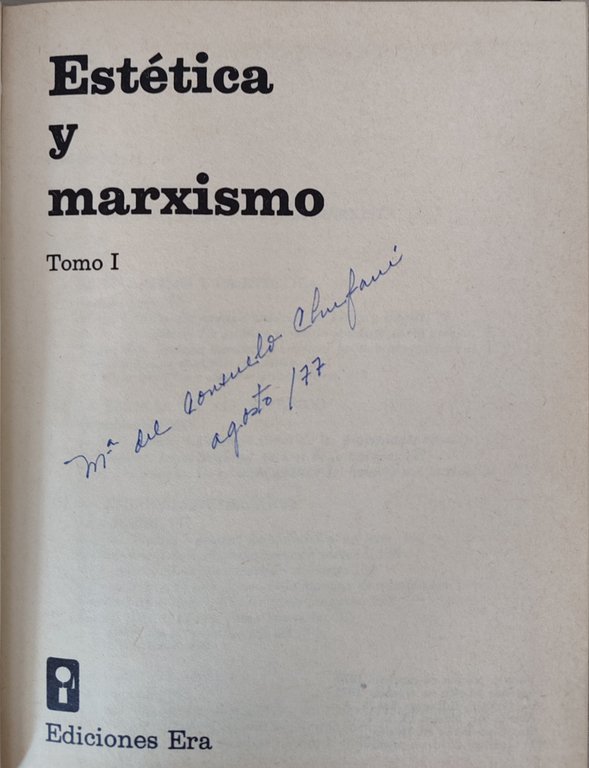 Estética
y
marxismo
Tomo I
Mª del Consuelo Chufani
agosto /77
Ediciones Era